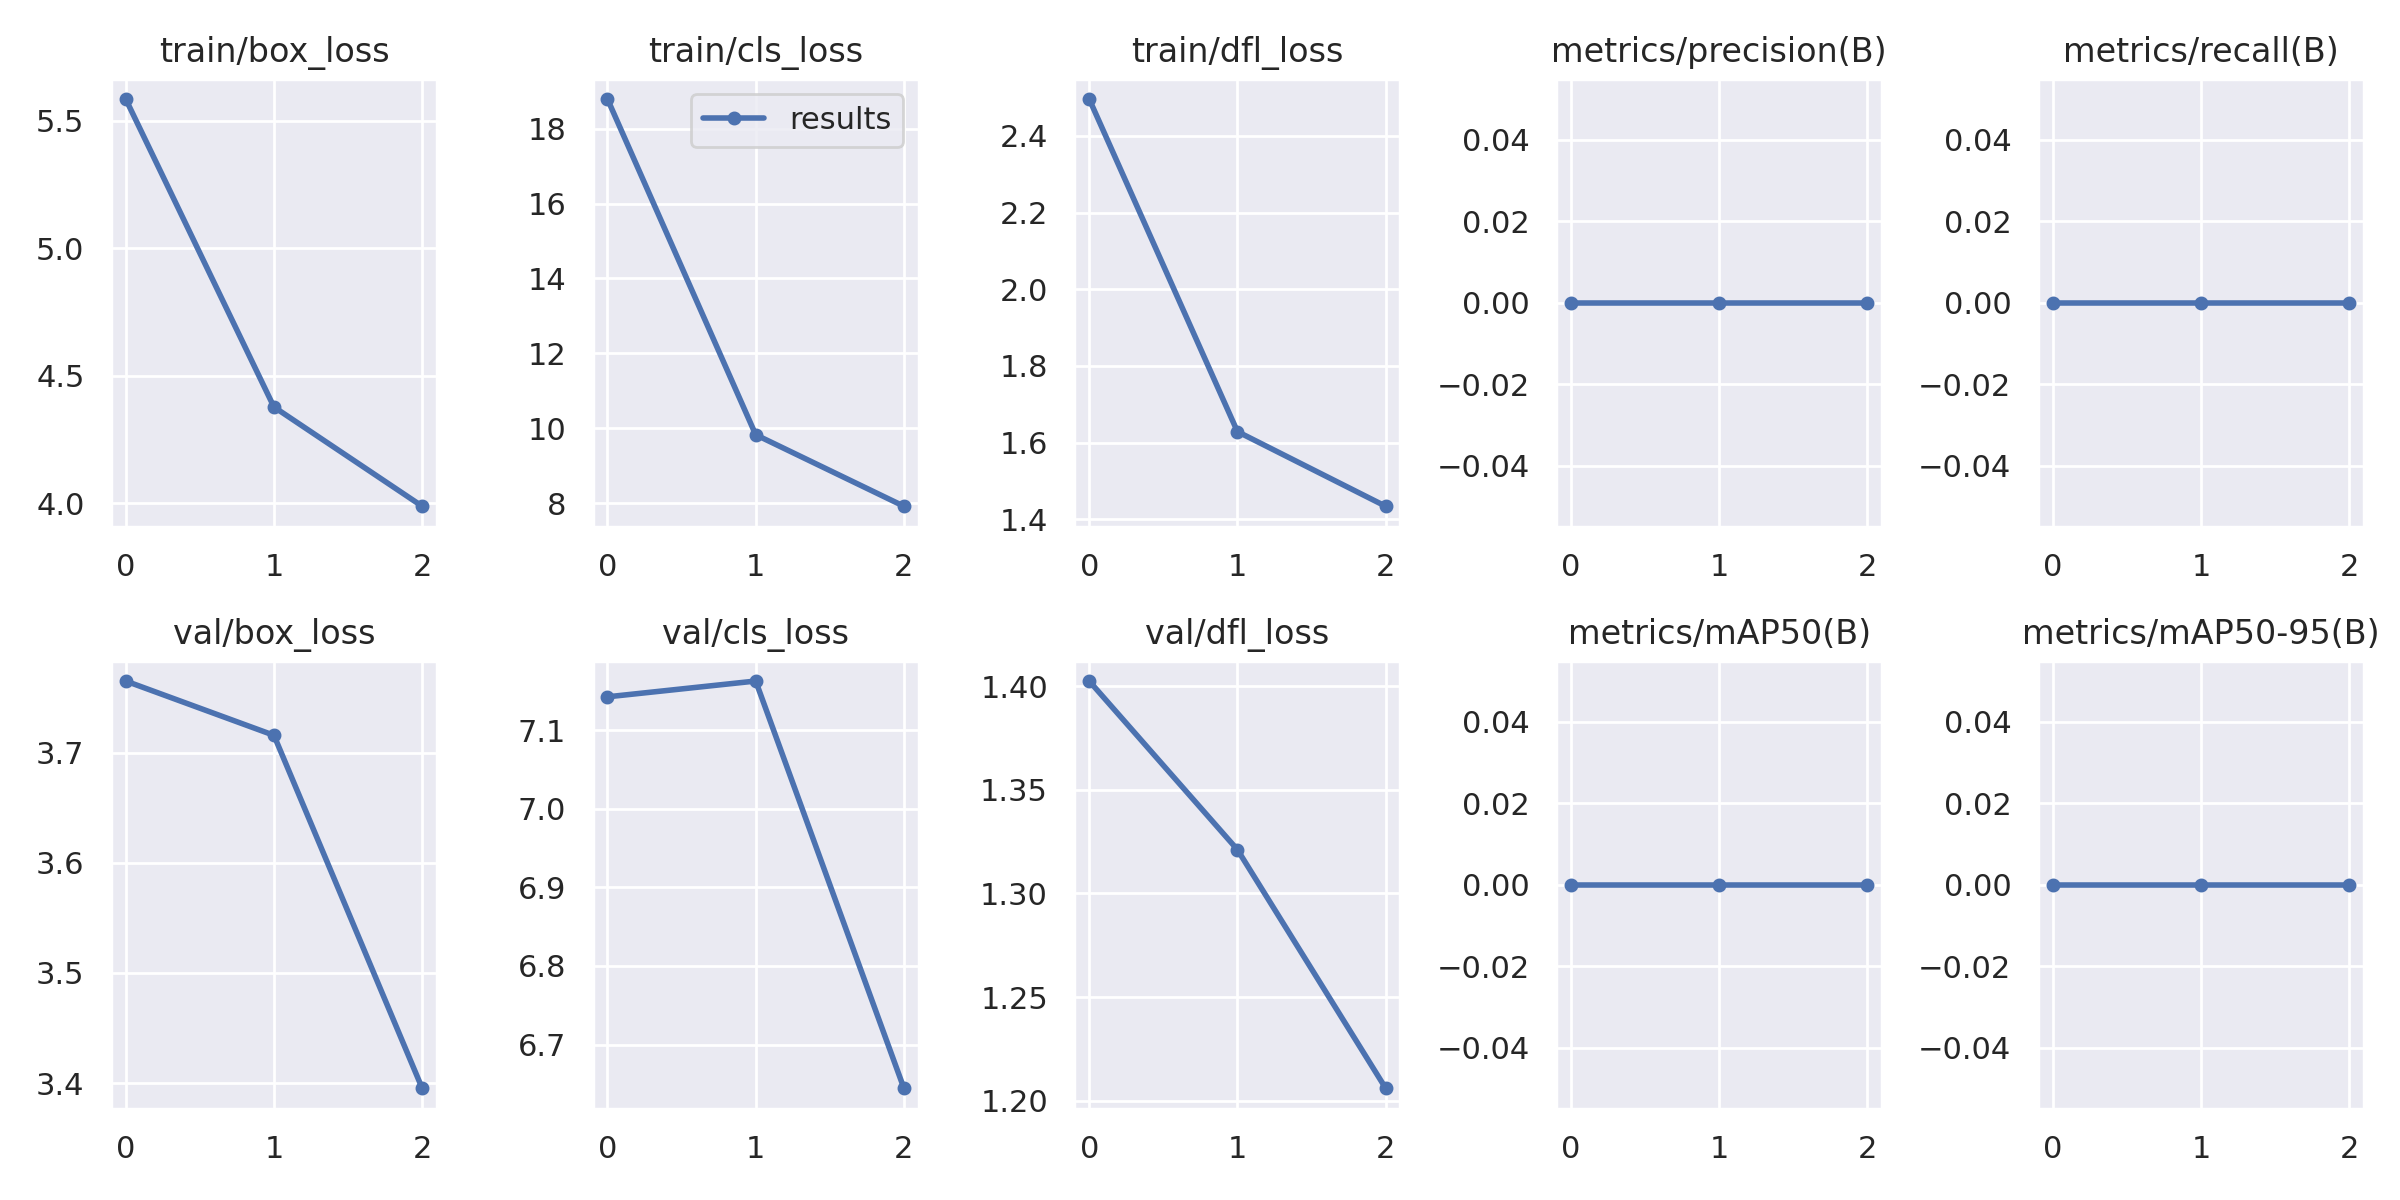 train/box_loss
5.5
5.0
4.5
4.0
0 1 2
train/cls_loss
results
18
16
14
12
10
8
0 1 2
train/dfl_loss
2.4
2.2
2.0
1.8
1.6
1.4
0 1 2
metrics/precision(B)
0.04
0.02
0.00
−0.02
−0.04
0 1 2
metrics/recall(B)
0.04
0.02
0.00
−0.02
−0.04
0 1 2
val/box_loss
3.7
3.6
3.5
3.4
0 1 2
val/cls_loss
7.1
7.0
6.9
6.8
6.7
0 1 2
val/dfl_loss
1.40
1.35
1.30
1.25
1.20
0 1 2
metrics/mAP50(B)
0.04
0.02
0.00
−0.02
−0.04
0 1 2
metrics/mAP50-95(B)
0.04
0.02
0.00
−0.02
−0.04
0 1 2